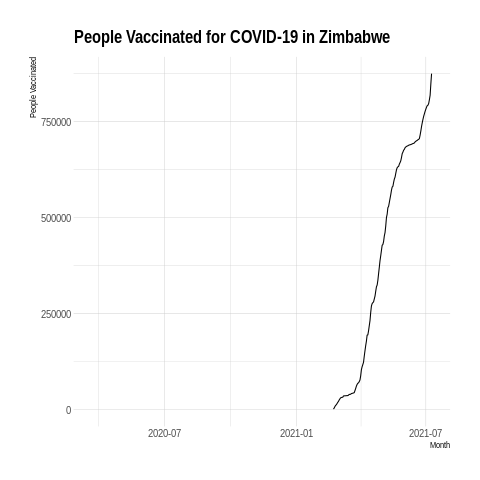 People Vaccinated for COVID-19 in Zimbabwe
People Vaccinated
750000
500000
250000
0
2020-07 2021-01 2021-07
Month